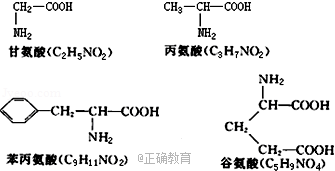 CH₂—COOH CH₃—CH—COOH
NH₂ NH₂
甘氨酸(C₂H₅NO₂) 丙氨酸(C₃H₇NO₂)
NH₂
CH₂—CH—COOH CH—COOH
NH₂ CH₂
CH₂—COOH
苯丙氨酸(C₉H₁₁NO₂) 谷氨酸(C₅H₉NO₄)
@正确教育